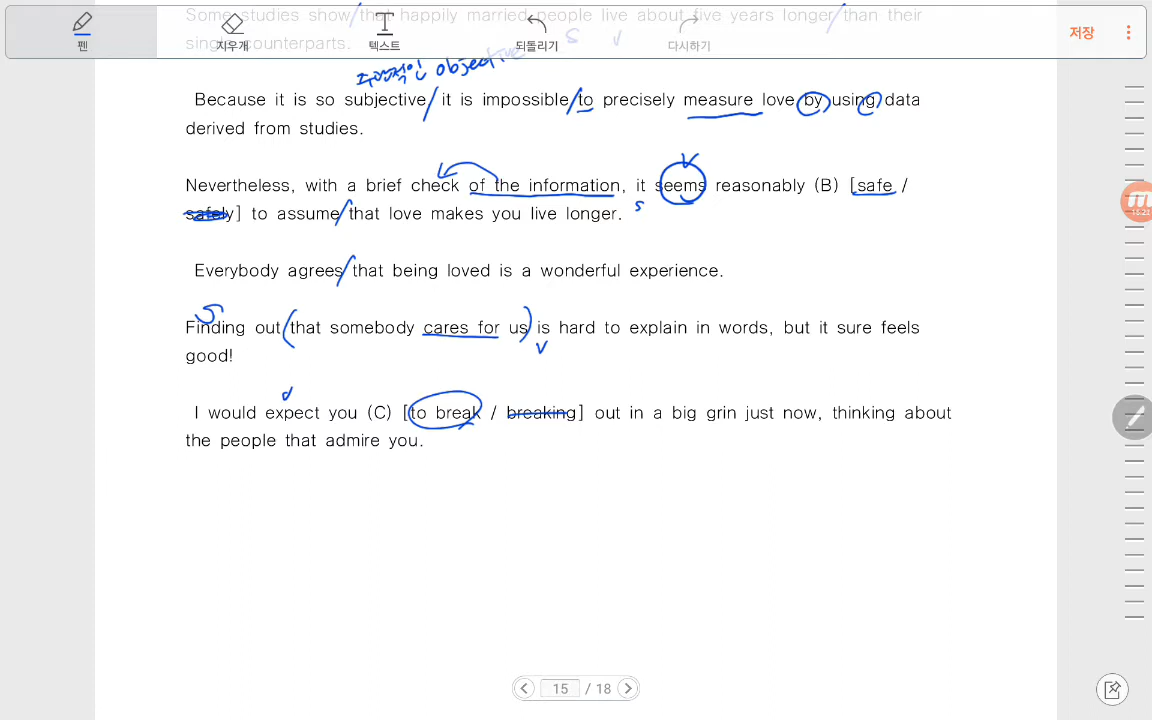 Some studies show that happily married people live about five years longer than their
single counterparts.
펜
지우개
텍스트
되돌리기
다시하기
저장
S V
주관적인 objective
Because it is so subjective it is impossible to precisely measure love by using data
derived from studies.
V
Nevertheless, with a brief check of the information, it seems reasonably (B) [safe /
safely] to assume that love makes you live longer.
S
15:22
Everybody agrees that being loved is a wonderful experience.
S
Finding out that somebody cares for us is hard to explain in words, but it sure feels
V
good!
I would expect you (C) [to break / breaking] out in a big grin just now, thinking about
the people that admire you.
15 / 18